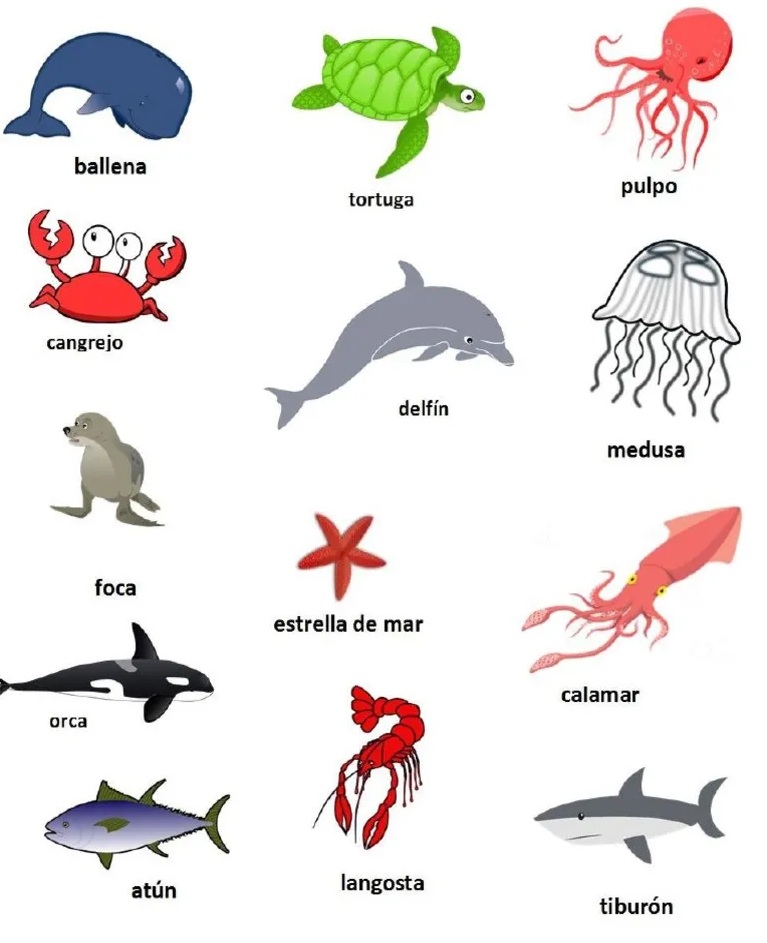 ballena
tortuga
pulpo
cangrejo
delfín
medusa
foca
estrella de mar
calamar
orca
langosta
atún
tiburón